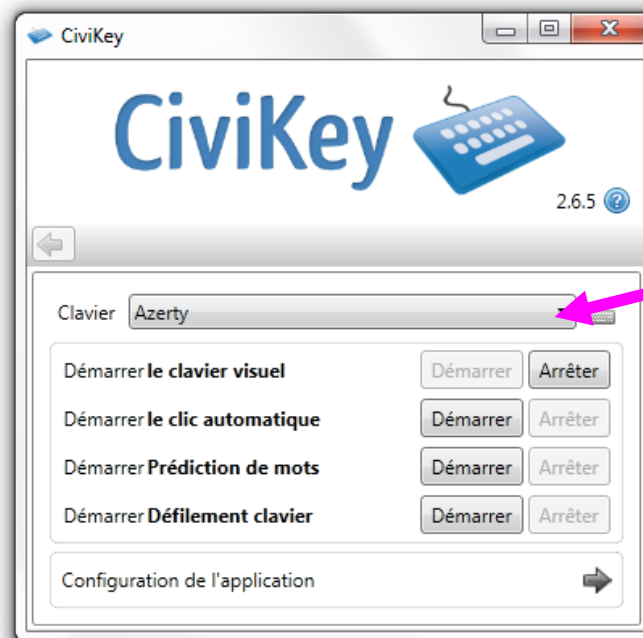 CiviKey
CiviKey
2.6.5
Clavier Azerty
Démarrer le clavier visuel Démarrer Arrêter
Démarrer le clic automatique Démarrer Arrêter
Démarrer Prédiction de mots Démarrer Arrêter
Démarrer Défilement clavier Démarrer Arrêter
Configuration de l'application